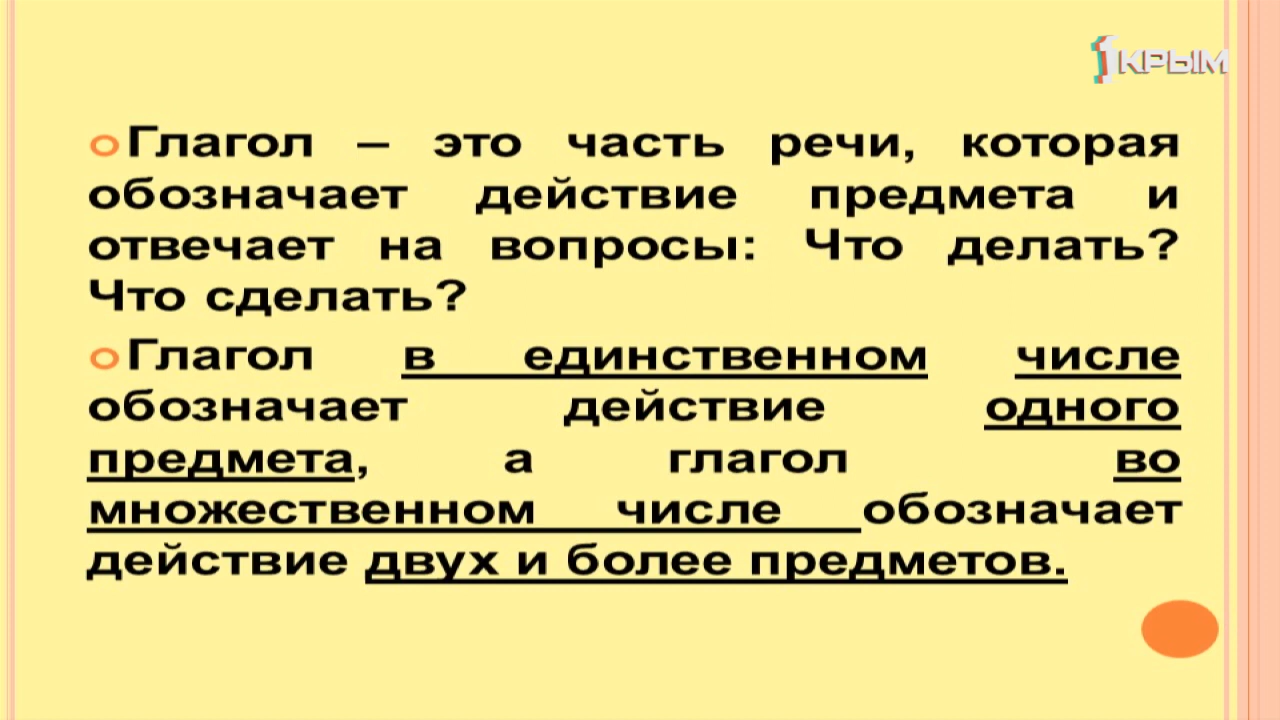 1КРЫМ
Глагол – это часть речи, которая
обозначает действие предмета и
отвечает на вопросы: Что делать?
Что сделать?
Глагол в единственном числе
обозначает действие одного
предмета, а глагол во
множественном числе обозначает
действие двух и более предметов.